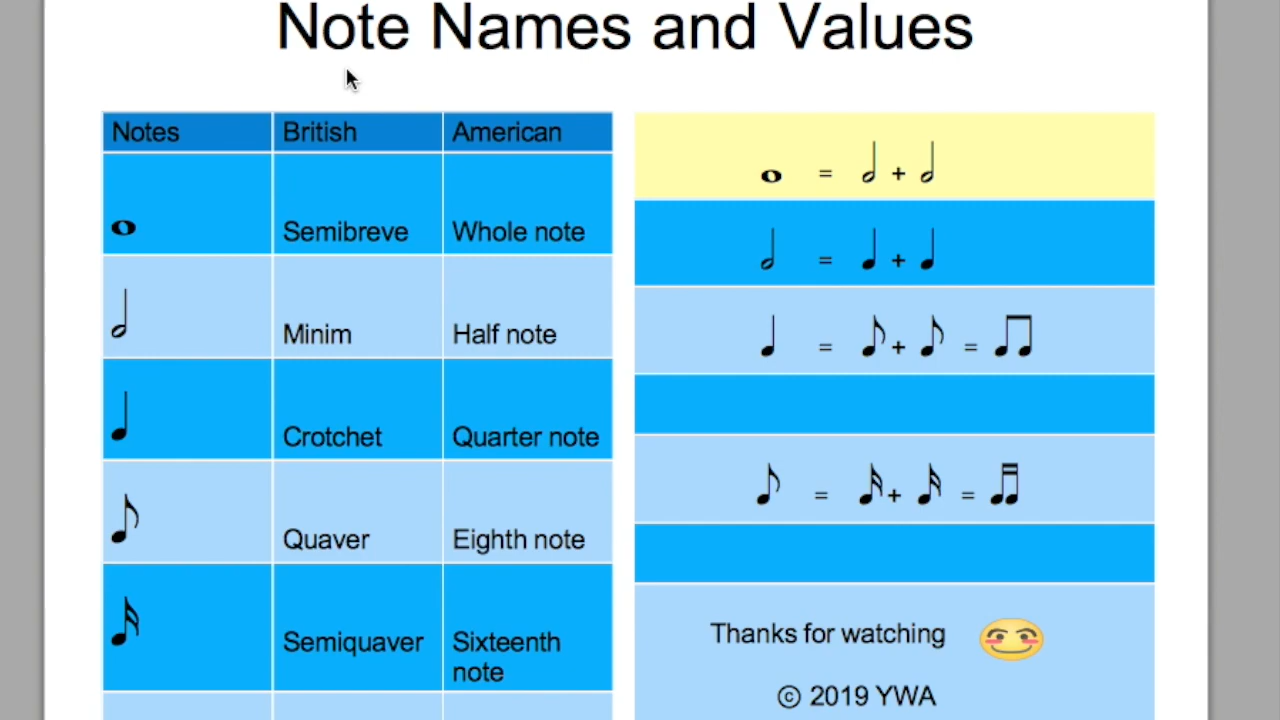 Note Names and Values
Notes British American
Semibreve Whole note
Minim Half note
Crotchet Quarter note
Quaver Eighth note
Semiquaver Sixteenth
note
= +
= +
= + =
= + =
Thanks for watching
© 2019 YWA